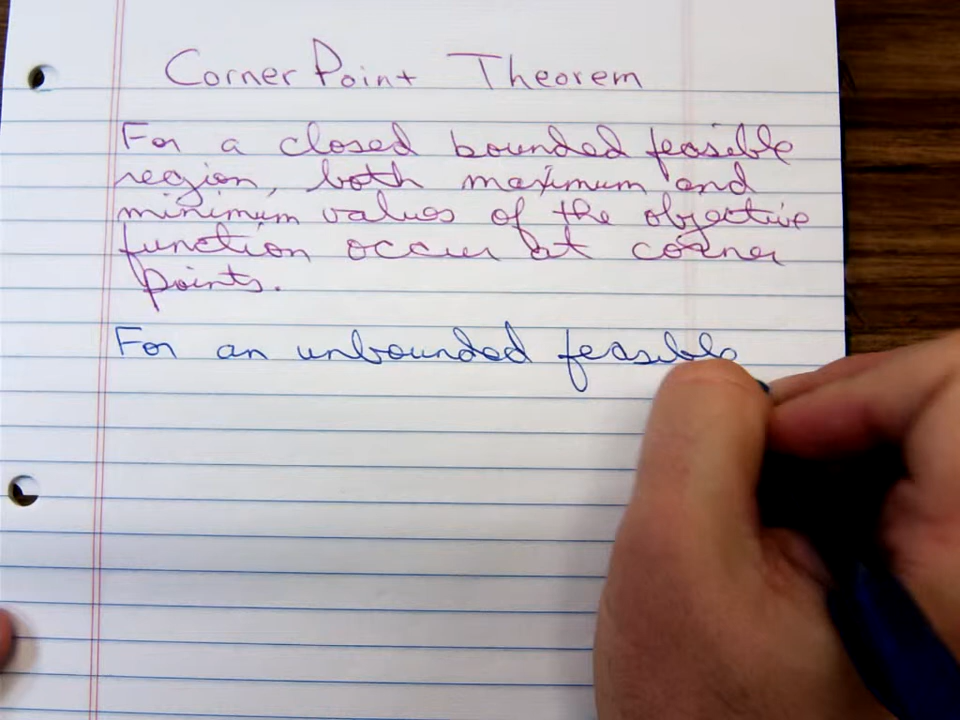 Corner Point Theorem
For a closed bounded feasible
region, both maximum and
minimum values of the objective
function occur at corner
points.
For an unbounded feasible